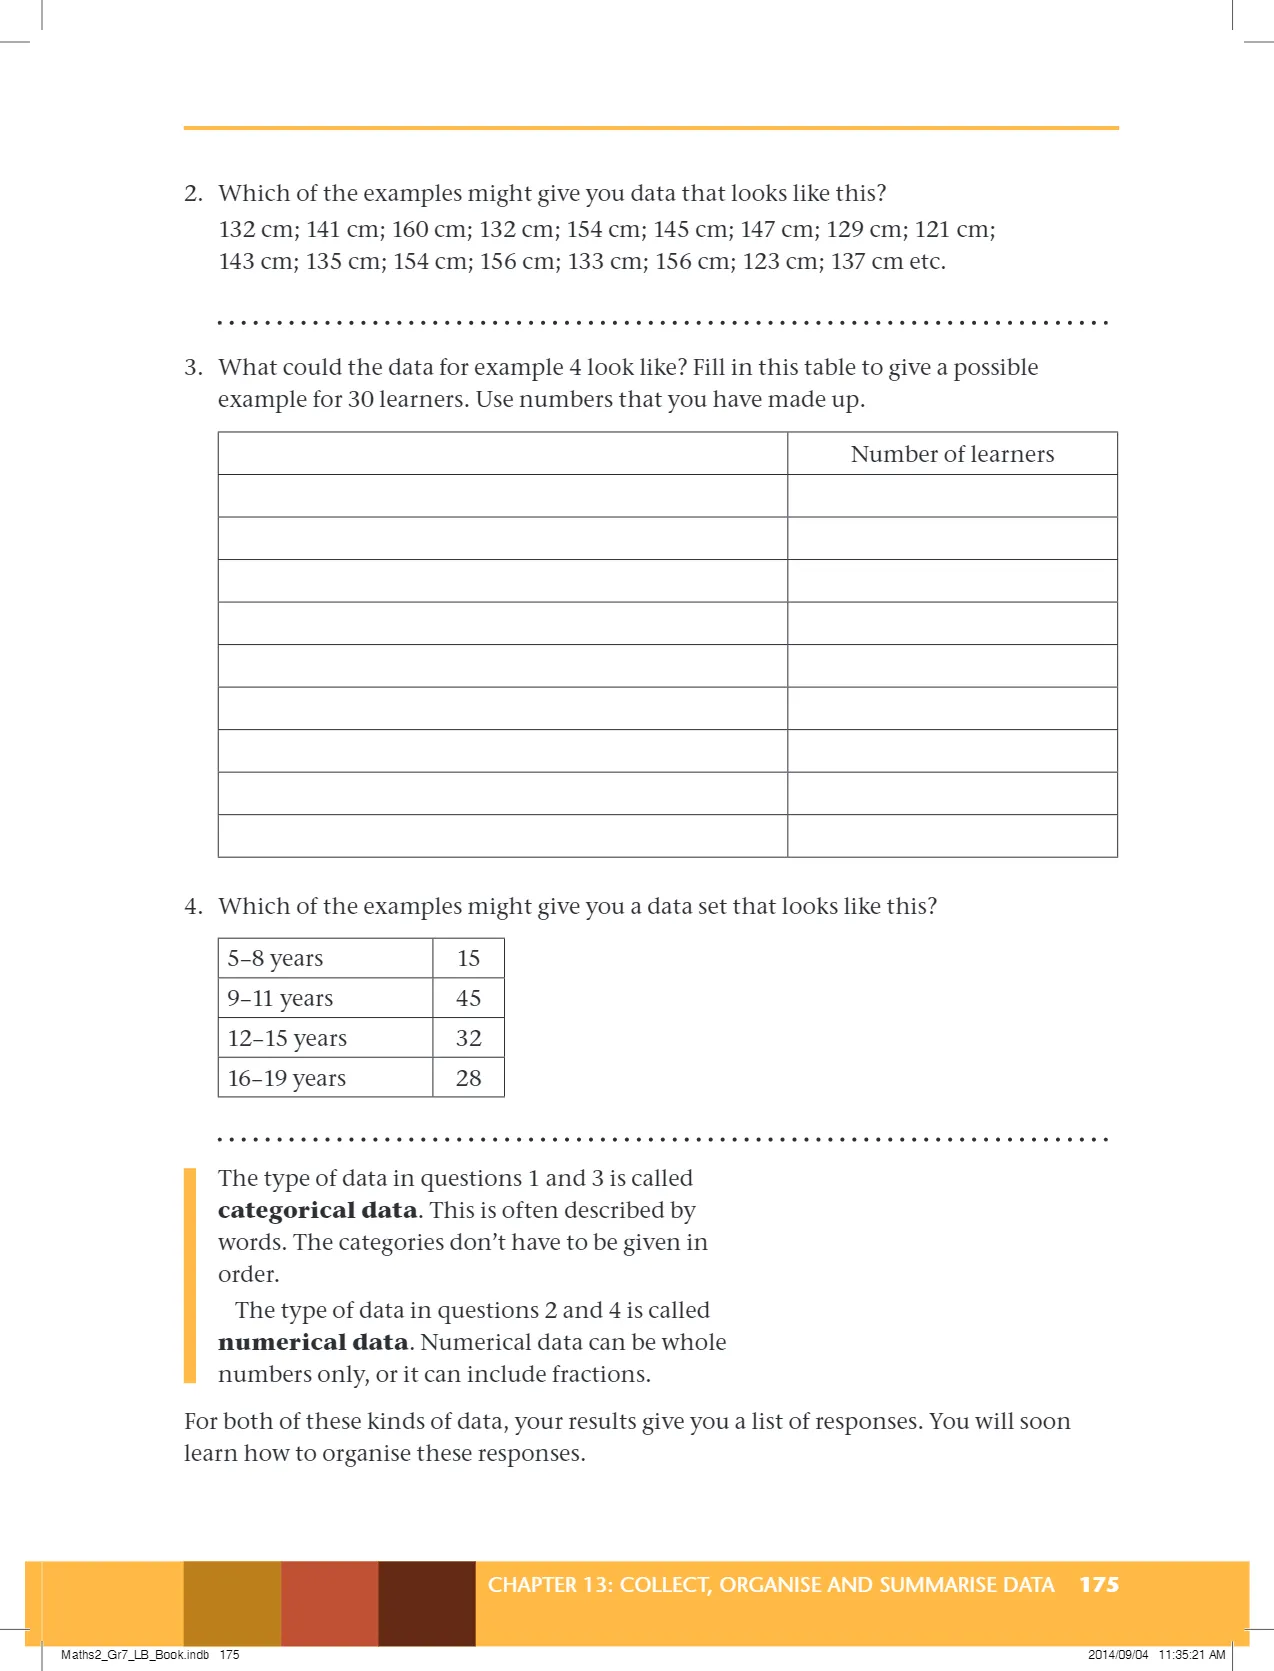 2. Which of the examples might give you data that looks like this?
132 cm; 141 cm; 160 cm; 132 cm; 154 cm; 145 cm; 147 cm; 129 cm; 121 cm;
143 cm; 135 cm; 154 cm; 156 cm; 133 cm; 156 cm; 123 cm; 137 cm etc.
3. What could the data for example 4 look like? Fill in this table to give a possible
example for 30 learners. Use numbers that you have made up.
Number of learners
4. Which of the examples might give you a data set that looks like this?
5–8 years 15
9–11 years 45
12–15 years 32
16–19 years 28
The type of data in questions 1 and 3 is called
categorical data. This is often described by
words. The categories don’t have to be given in
order.
The type of data in questions 2 and 4 is called
numerical data. Numerical data can be whole
numbers only, or it can include fractions.
For both of these kinds of data, your results give you a list of responses. You will soon
learn how to organise these responses.
CHAPTER 13: COLLECT, ORGANISE AND SUMMARISE DATA 175
Maths2_Gr7_LB_Book.indb 175 2014/09/04 11:35:21 AM